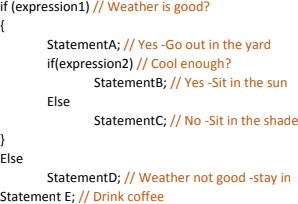 if (expression1) // Weather is good?
{
StatementA; // Yes -Go out in the yard
if(expression2) // Cool enough?
StatementB; // Yes -Sit in the sun
Else
StatementC; // No -Sit in the shade
}
Else
StatementD; // Weather not good -stay in
Statement E; // Drink coffee